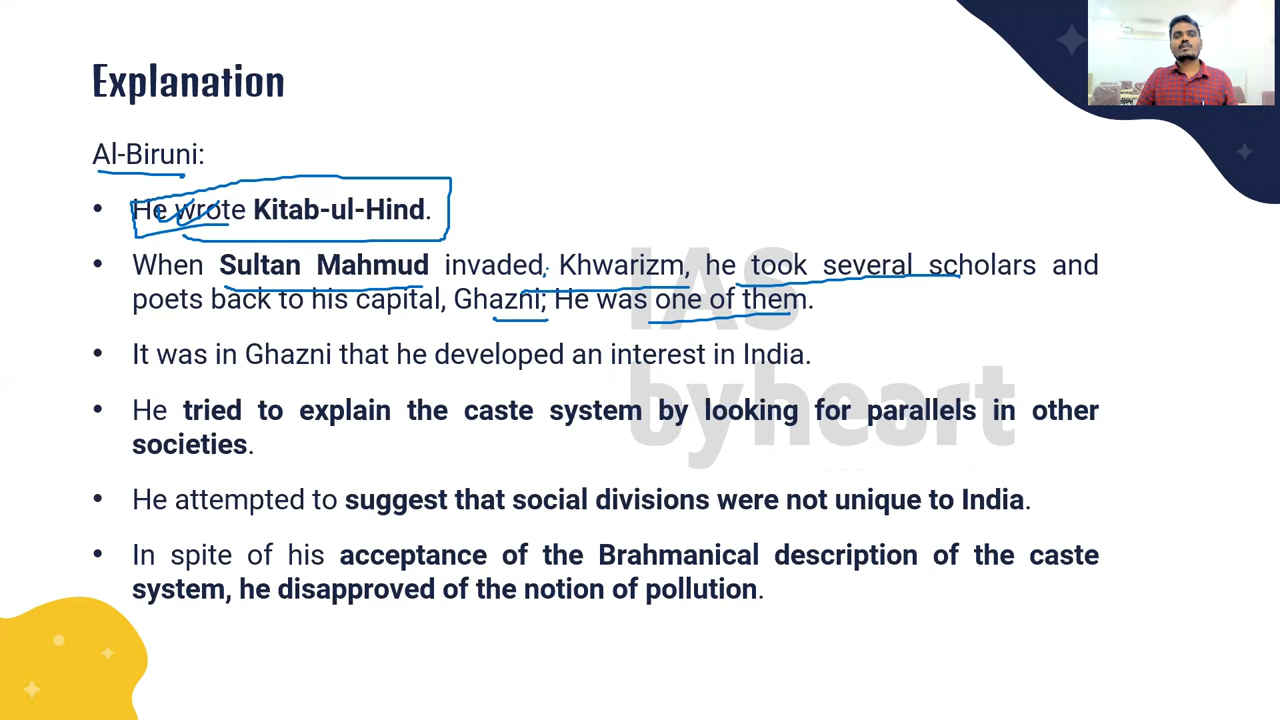 Explanation
Al-Biruni:
• He wrote Kitab-ul-Hind.
• When Sultan Mahmud invaded, Khwarizm, he took several scholars and
poets back to his capital, Ghazni; He was one of them.
• It was in Ghazni that he developed an interest in India.
• He tried to explain the caste system by looking for parallels in other
societies.
• He attempted to suggest that social divisions were not unique to India.
• In spite of his acceptance of the Brahmanical description of the caste
system, he disapproved of the notion of pollution.
IAS
byheart